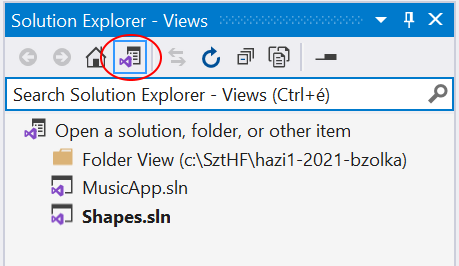 Solution Explorer - Views
Search Solution Explorer - Views (Ctrl+é)
Open a solution, folder, or other item
Folder View (c:\SztHF\hazi1-2021-bzolka)
MusicApp.sln
Shapes.sln